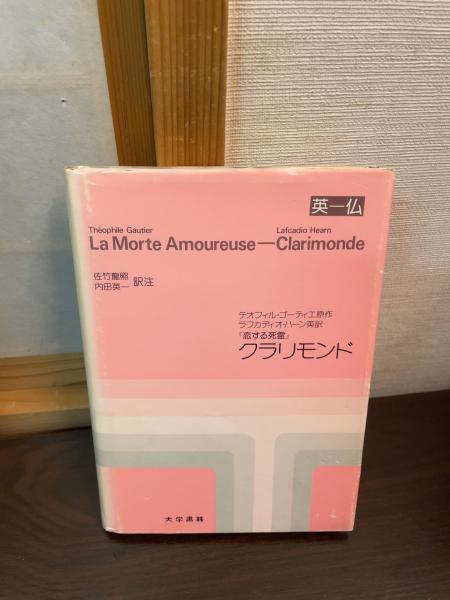 英—仏
Théophile Gautier Lafcadio Hearn
La Morte Amoureuse—Clarimonde
佐竹龍照
内田英一 訳注
テオフィル・ゴーティエ原作
ラフカディオ・ハーン英訳
「恋する死霊」
クラリモンド
大学書林